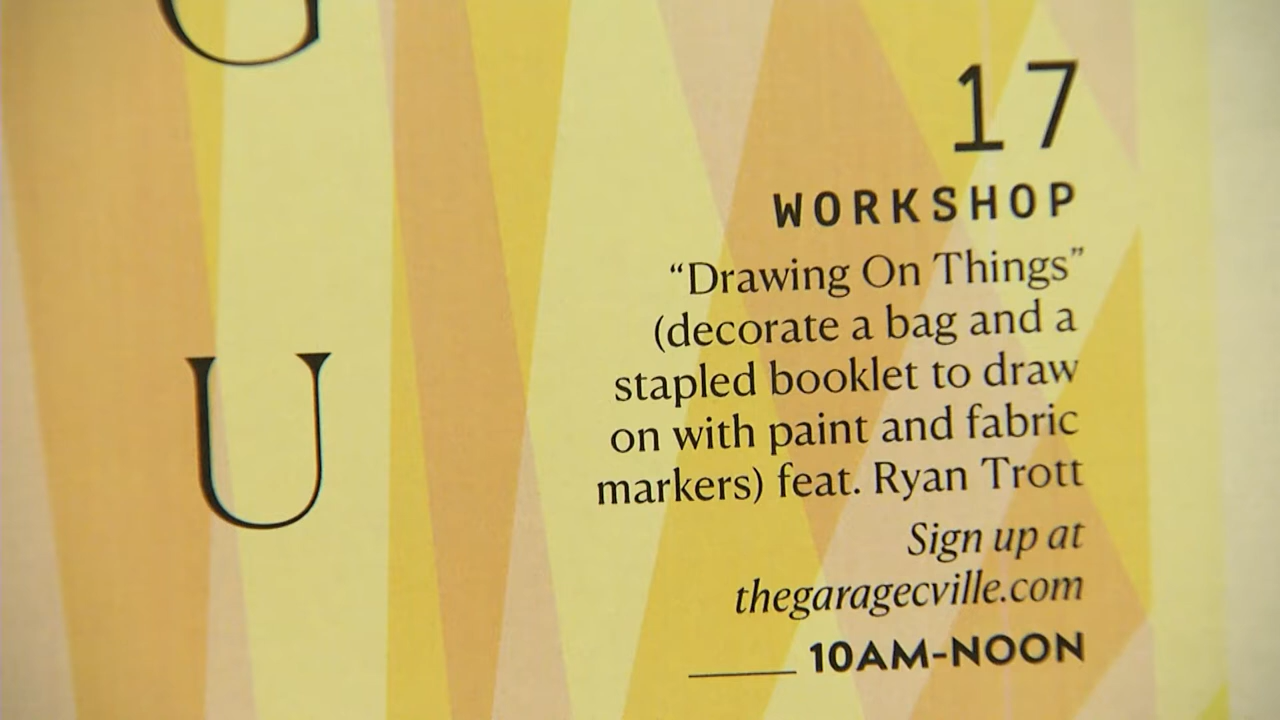 G
U
17
WORKSHOP
“Drawing On Things”
(decorate a bag and a
stapled booklet to draw
on with paint and fabric
markers) feat. Ryan Trott
Sign up at
thegaragecville.com
10AM-NOON